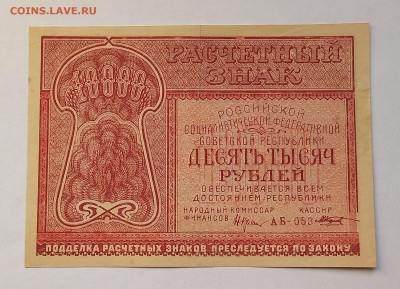 COINS.LAVE.RU
РАСЧЕТНЫЙ
ЗНАК
10000
РОССИЙСКОЙ
СОЦИАЛИСТИЧЕСКОЙ ФЕДЕРАТИВНОЙ
СОВЕТСКОЙ РЕСПУБЛИКИ
ДЕСЯТЬ ТЫСЯЧ
РУБЛЕЙ
ОБЕСПЕЧИВАЕТСЯ ВСЕМ
ДОСТОЯНИЕМ РЕСПУБЛИКИ
НАРОДНЫЙ КОМИССАР КАССИР
ФИНАНСОВ АБ-053
ПОДДЕЛКА РАСЧЕТНЫХ ЗНАКОВ ПРЕСЛЕДУЕТСЯ ПО ЗАКОНУ